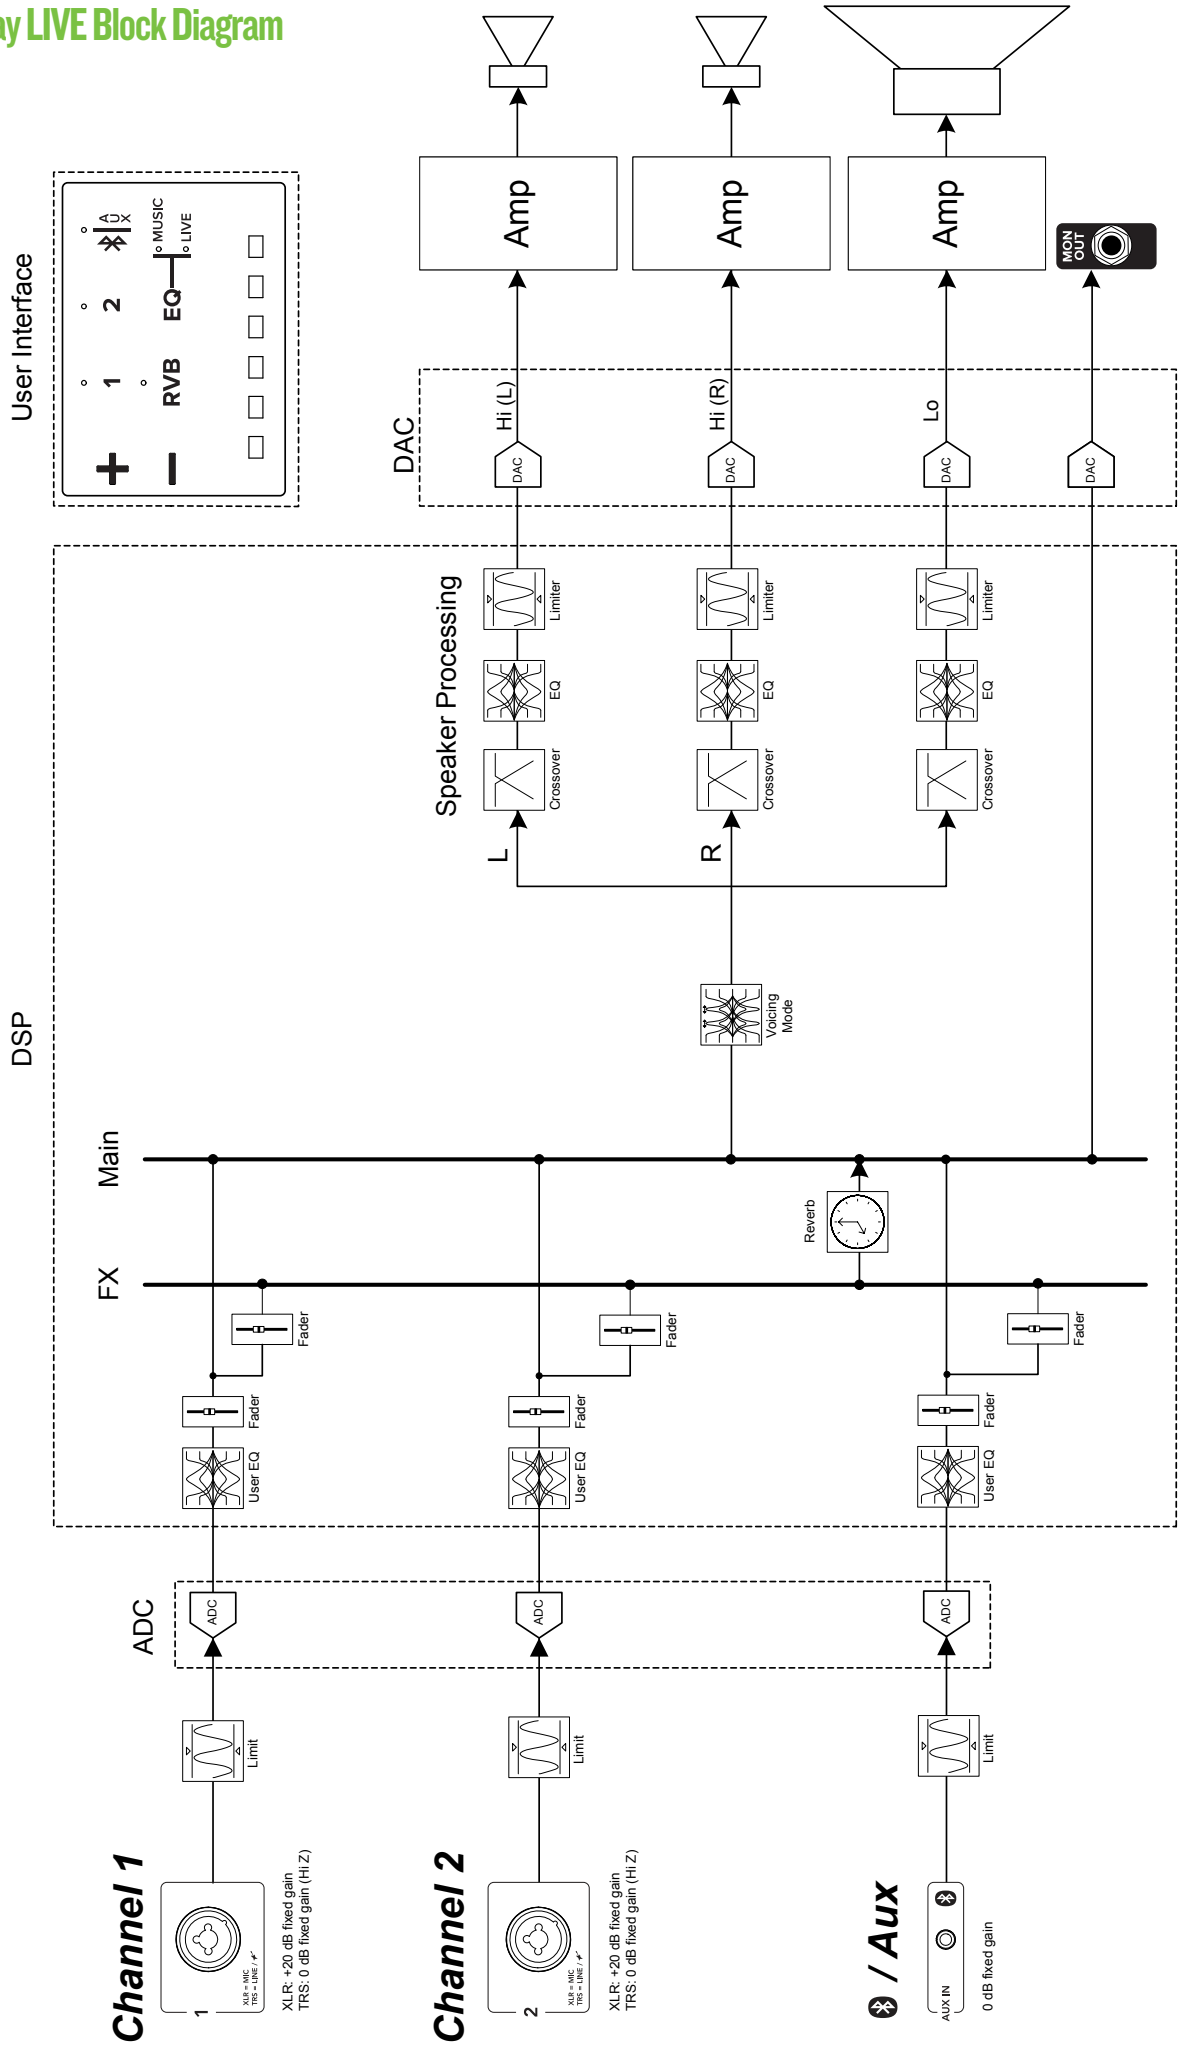 ay LIVE Block Diagram
User Interface
1
2
A
U
X
RVB
EQ
MUSIC
LIVE
DSP
Main
FX
Speaker Processing
DAC
ADC
Channel 1
1
XLR = MIC
TRS = LINE /
XLR: +20 dB fixed gain
TRS: 0 dB fixed gain (Hi Z)
Limit
ADC
User EQ
Fader
Fader
L
Crossover
EQ
Limiter
DAC
Hi (L)
Amp
Channel 2
2
XLR = MIC
TRS = LINE /
XLR: +20 dB fixed gain
TRS: 0 dB fixed gain (Hi Z)
Limit
ADC
User EQ
Fader
Fader
Voicing
Mode
R
Crossover
EQ
Limiter
DAC
Hi (R)
Amp
/ Aux
AUX IN
0 dB fixed gain
Limit
ADC
User EQ
Fader
Fader
Reverb
Crossover
EQ
Limiter
DAC
Lo
Amp
DAC
MON
OUT